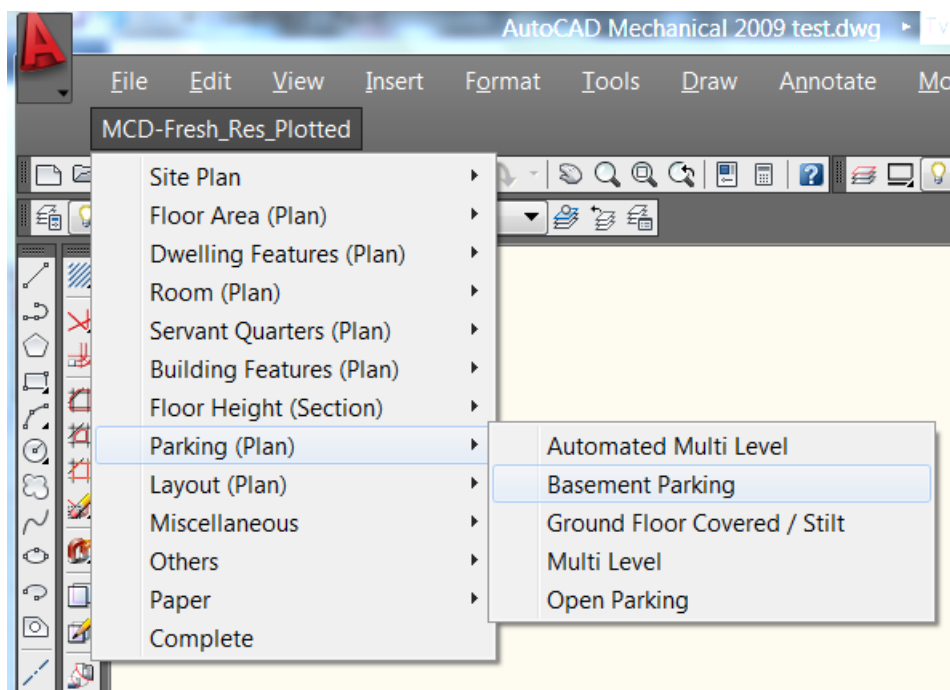 AutoCAD Mechanical 2009 test.dwg
File Edit View Insert Format Tools Draw Annotate
MCD-Fresh_Res_Plotted
Site Plan
Floor Area (Plan)
Dwelling Features (Plan)
Room (Plan)
Servant Quarters (Plan)
Building Features (Plan)
Floor Height (Section)
Parking (Plan)
Layout (Plan)
Miscellaneous
Others
Paper
Complete
Automated Multi Level
Basement Parking
Ground Floor Covered / Stilt
Multi Level
Open Parking